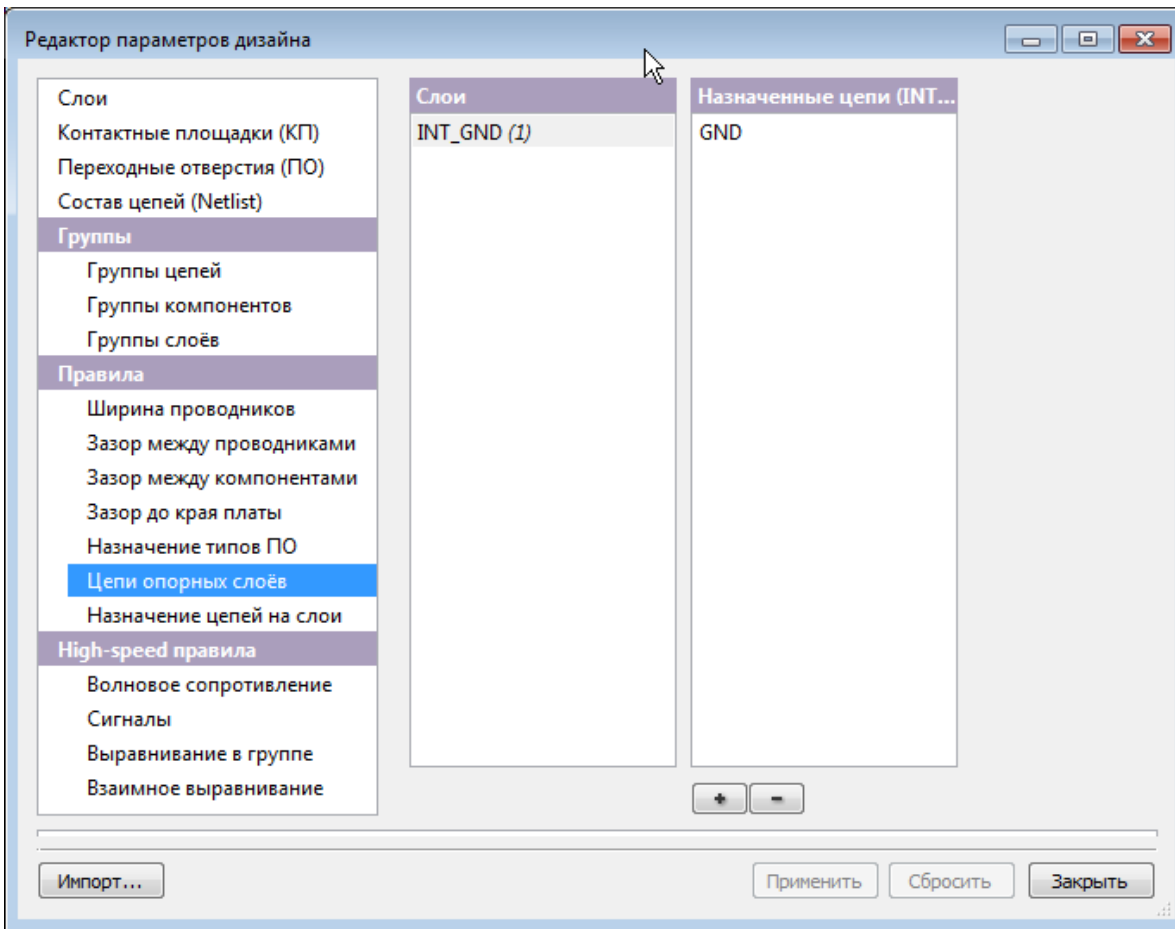 Редактор параметров дизайна
Слои
Контактные площадки (КП)
Переходные отверстия (ПО)
Состав цепей (Netlist)
Группы
Группы цепей
Группы компонентов
Группы слоёв
Правила
Ширина проводников
Зазор между проводниками
Зазор между компонентами
Зазор до края платы
Назначение типов ПО
Цепи опорных слоёв
Назначение цепей на слои
High-speed правила
Волновое сопротивление
Сигналы
Выравнивание в группе
Взаимное выравнивание
Слои
INT_GND (1)
Назначенные цепи (INT...
GND
+ -
Импорт...
Применить
Сбросить
Закрыть